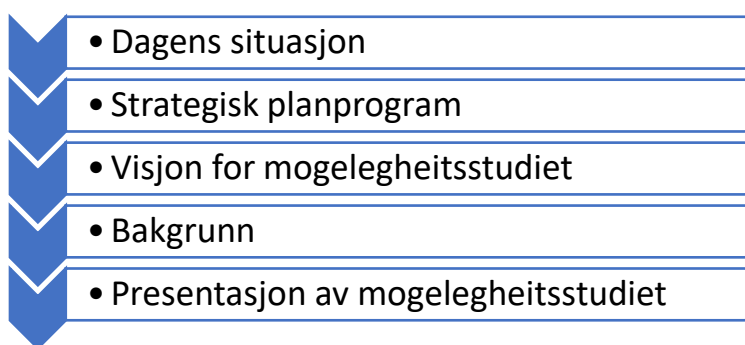 • Dagens situasjon
• Strategisk planprogram
• Visjon for mogelegheitsstudiet
• Bakgrunn
• Presentasjon av mogelegheitsstudiet